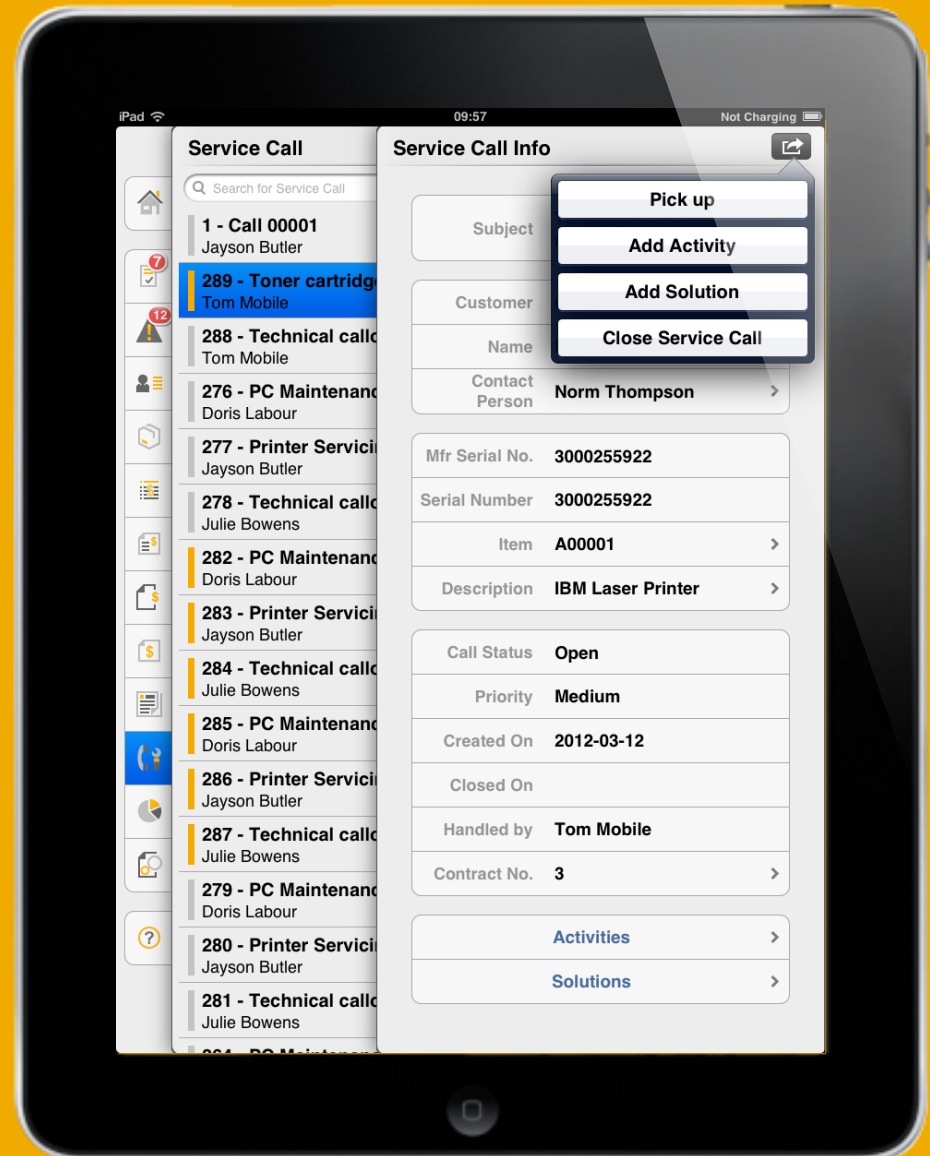 iPad 09:57 Not Charging
Service Call
Search for Service Call
1 - Call 00001
Jayson Butler
289 - Toner cartridg
Tom Mobile
288 - Technical callo
Tom Mobile
276 - PC Maintenanc
Doris Labour
277 - Printer Servici
Jayson Butler
278 - Technical callo
Julie Bowens
282 - PC Maintenanc
Doris Labour
283 - Printer Servici
Jayson Butler
284 - Technical callo
Julie Bowens
285 - PC Maintenanc
Doris Labour
286 - Printer Servici
Jayson Butler
287 - Technical callo
Julie Bowens
279 - PC Maintenanc
Doris Labour
280 - Printer Servici
Jayson Butler
281 - Technical callo
Julie Bowens
7
12
$
$
$
$
?
Service Call Info
Pick up
Add Activity
Add Solution
Close Service Call
Subject
Customer
Name
Contact
Person Norm Thompson
Mfr Serial No. 3000255922
Serial Number 3000255922
Item A00001
Description IBM Laser Printer
Call Status Open
Priority Medium
Created On 2012-03-12
Closed On
Handled by Tom Mobile
Contract No. 3
Activities
Solutions